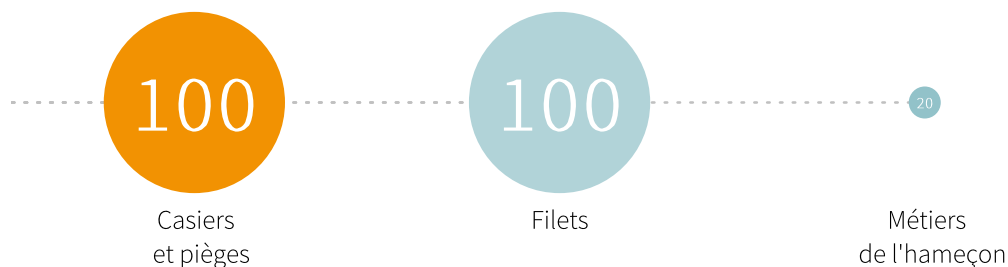 100
100
20
Casiers
et pièges
Filets
Métiers
de l'hameçon